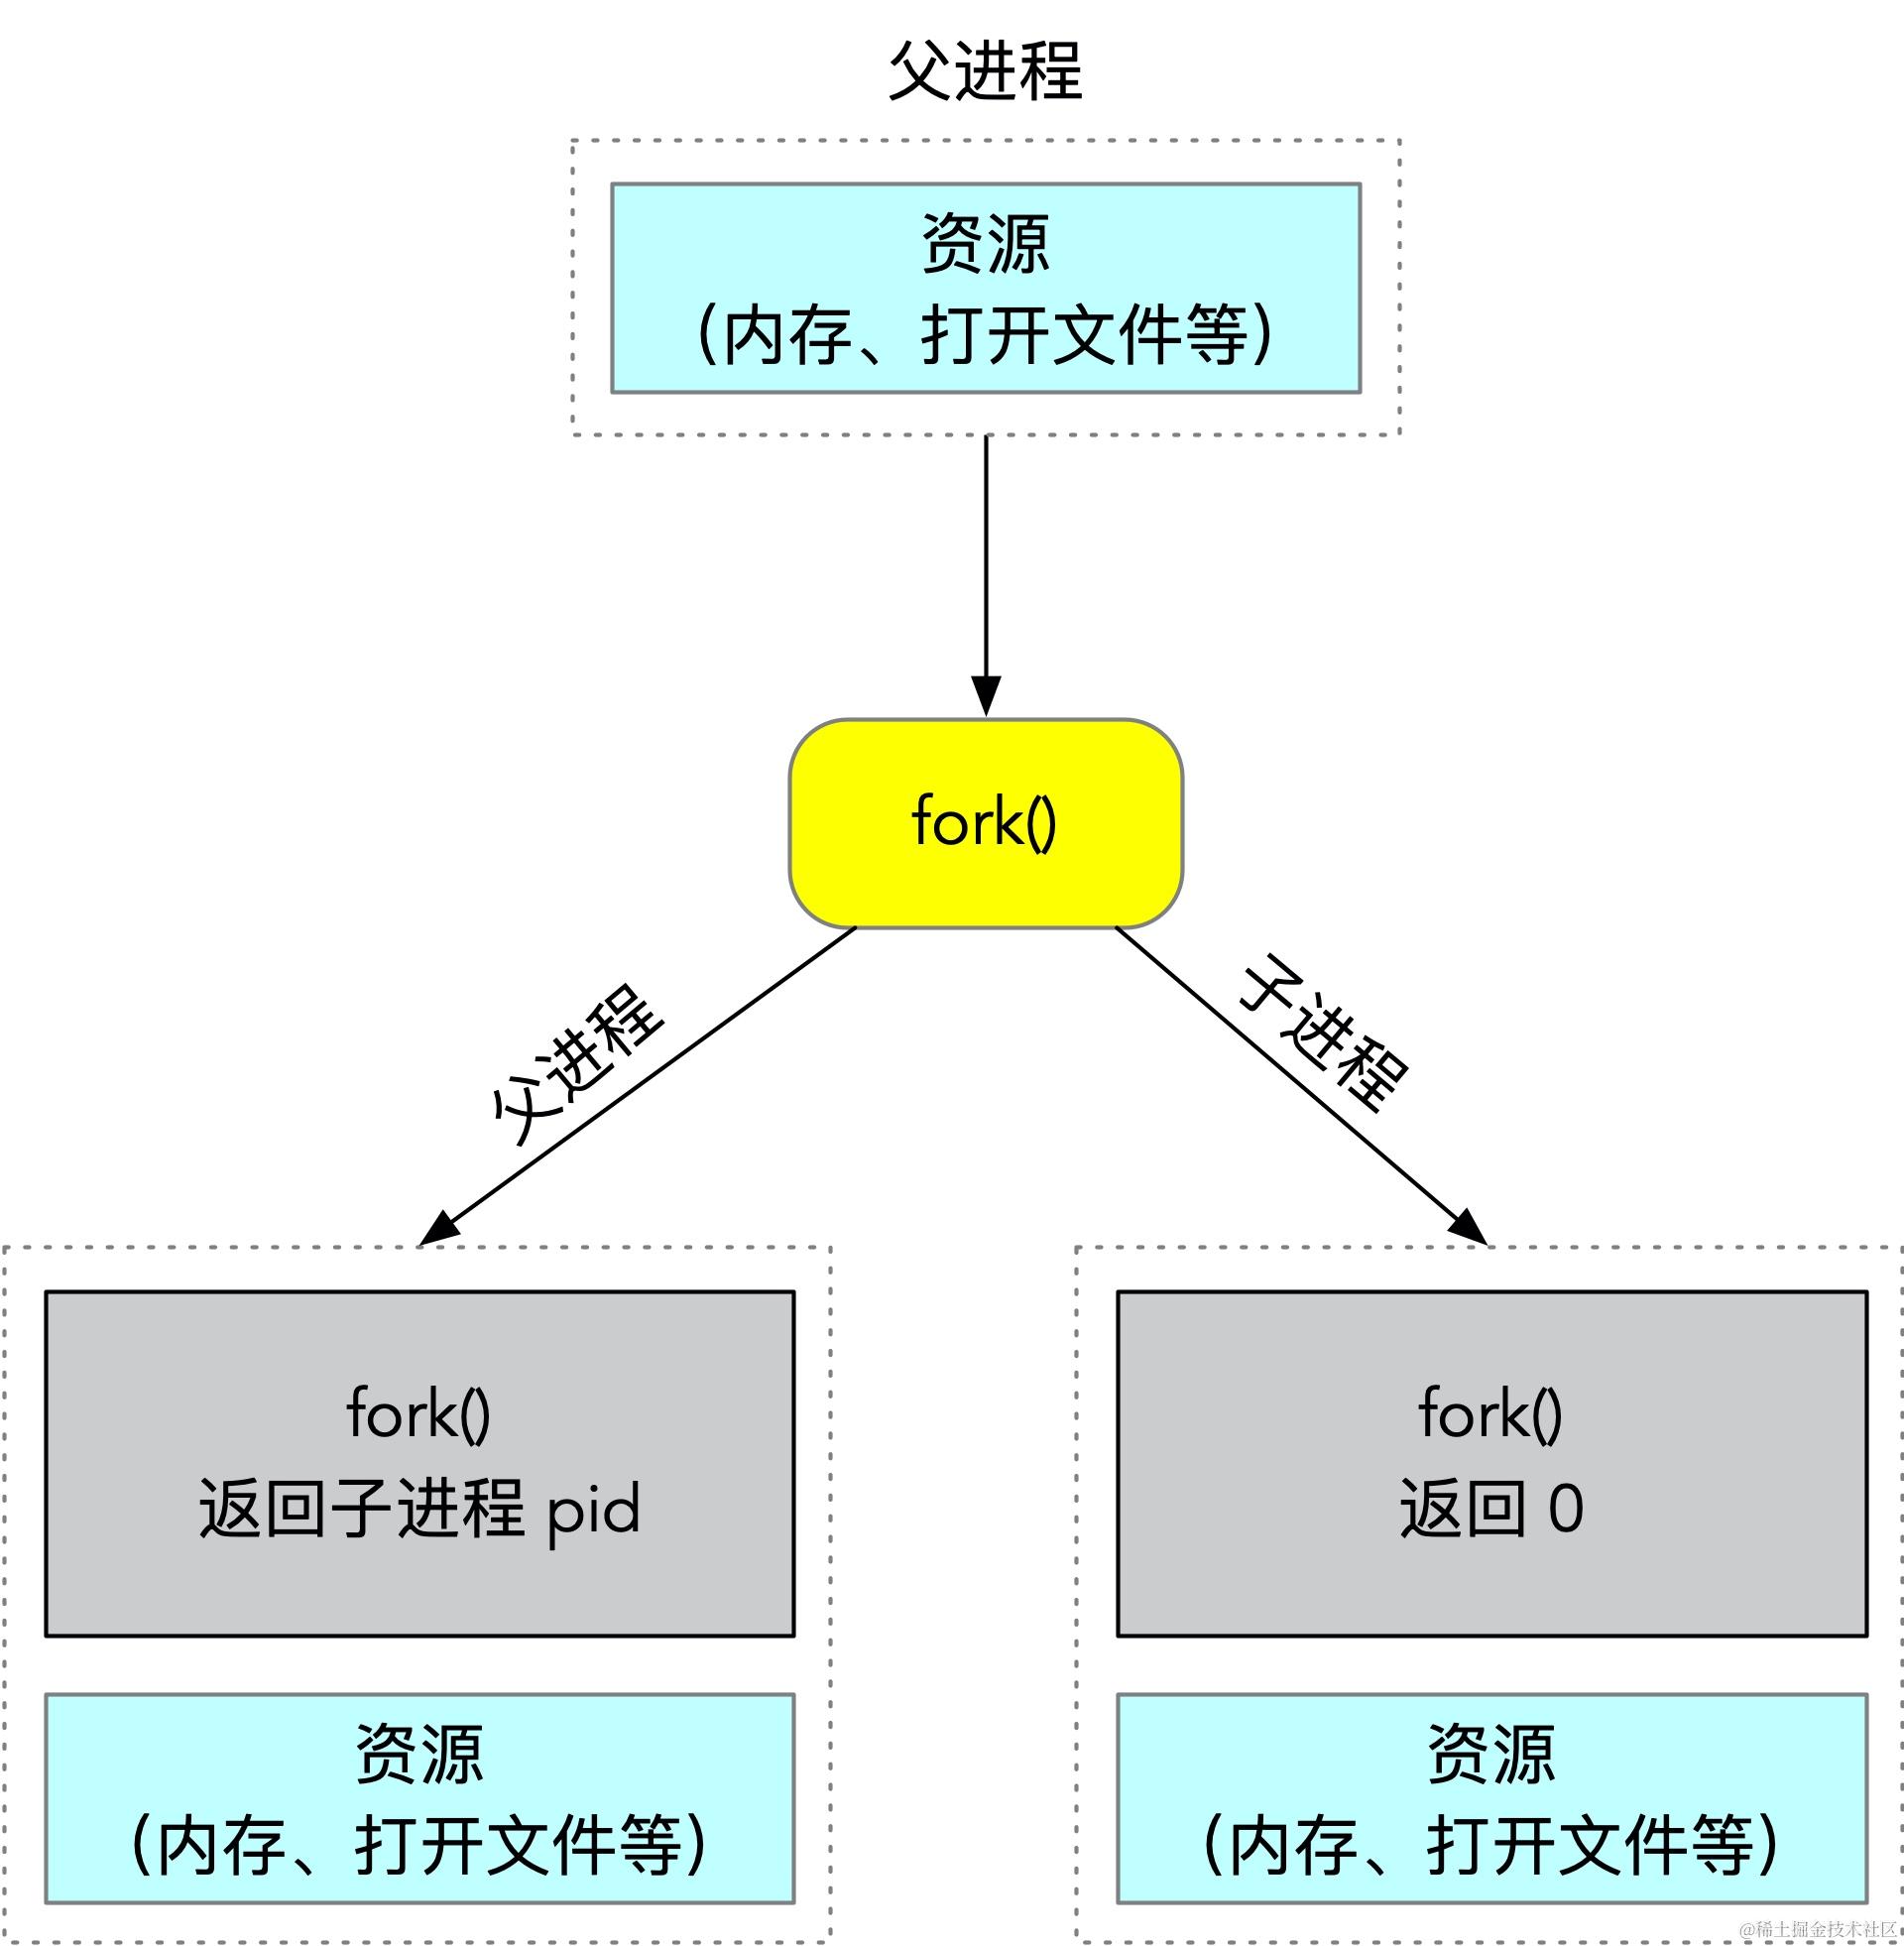 父进程
资源
(内存、打开文件等)
fork()
父进程
子进程
fork()
返回子进程 pid
资源
(内存、打开文件等)
fork()
返回 0
资源
(内存、打开文件等)
@稀土掘金技术社区